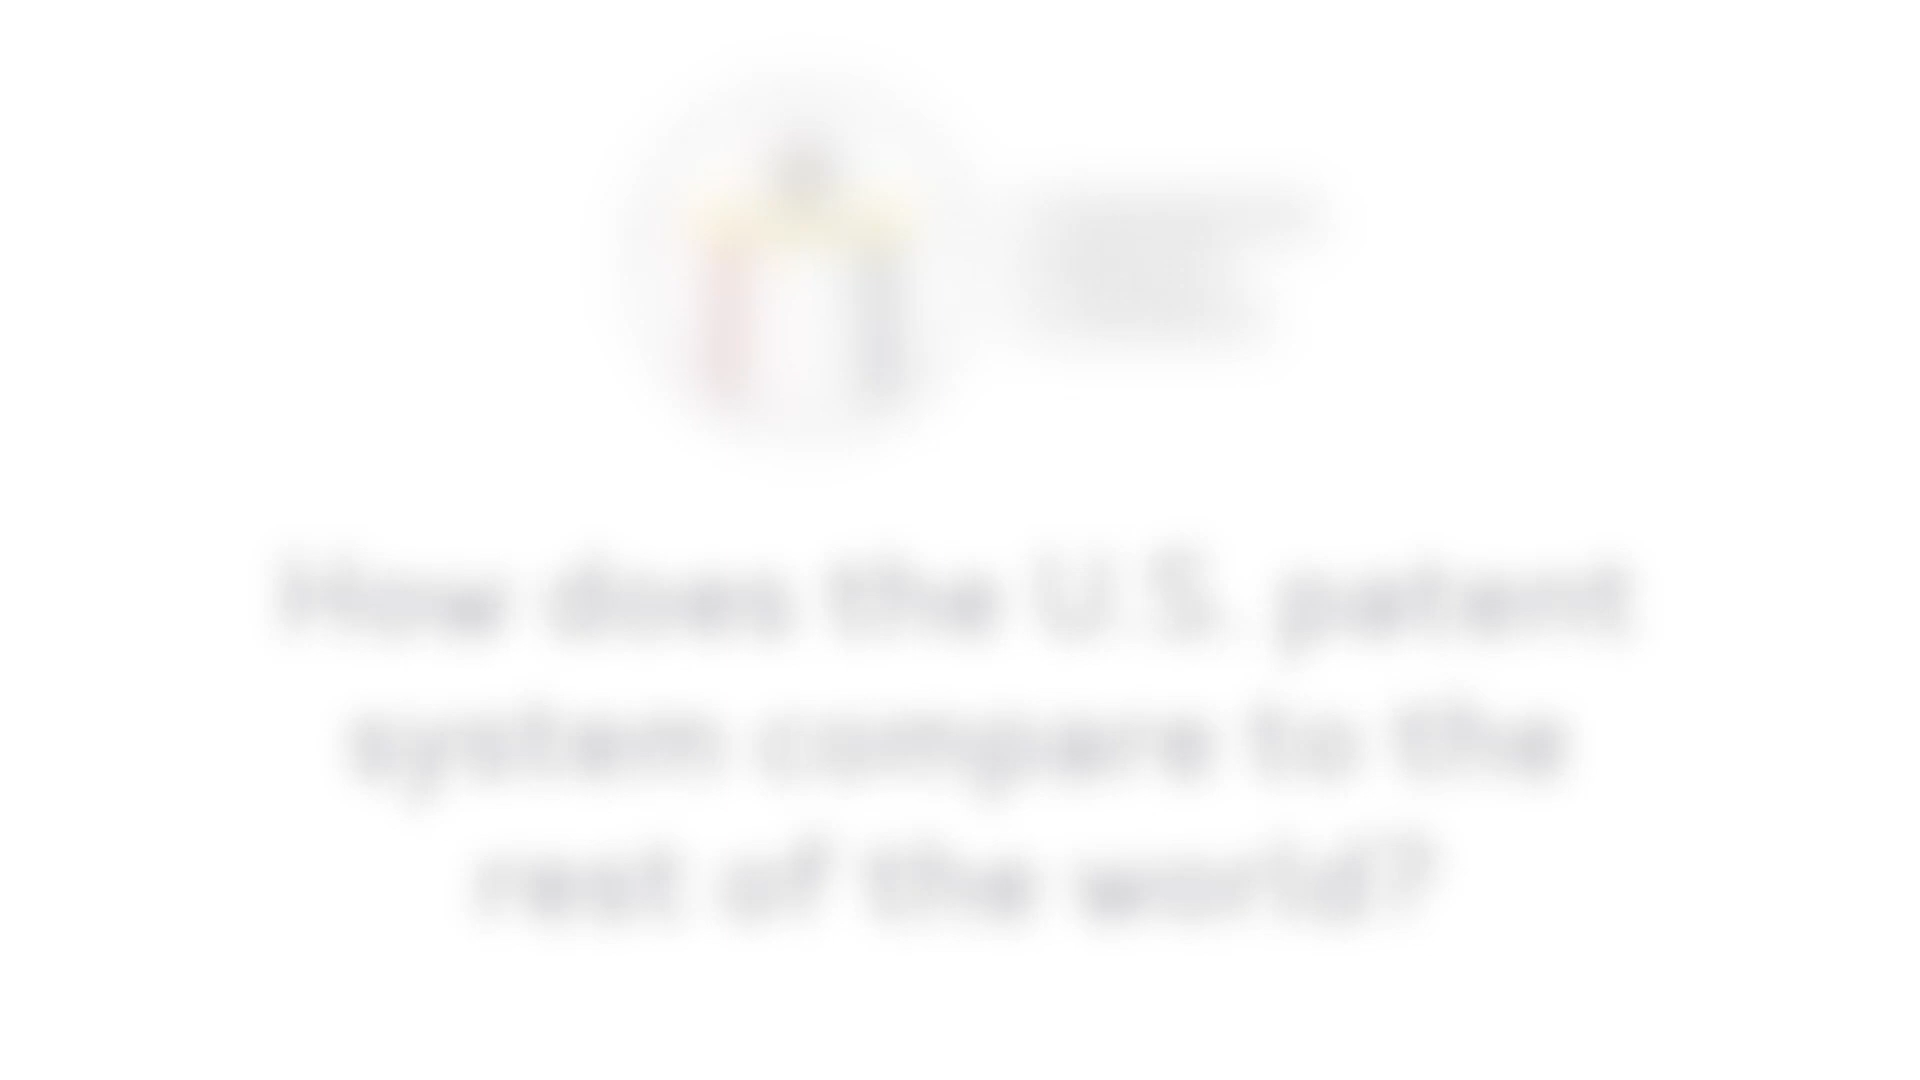 How does the U.S. patent
system compare to the
rest of the world?